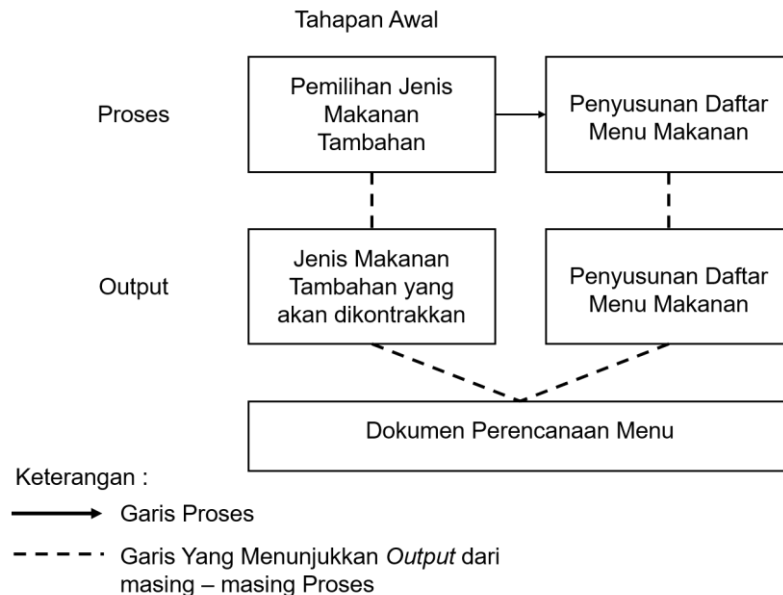 Tahapan Awal
Proses
Pemilihan Jenis
Makanan
Tambahan
Penyusunan Daftar
Menu Makanan
Output
Jenis Makanan
Tambahan yang
akan dikontrakkan
Penyusunan Daftar
Menu Makanan
Dokumen Perencanaan Menu
Keterangan :
Garis Proses
Garis Yang Menunjukkan Output dari
masing – masing Proses